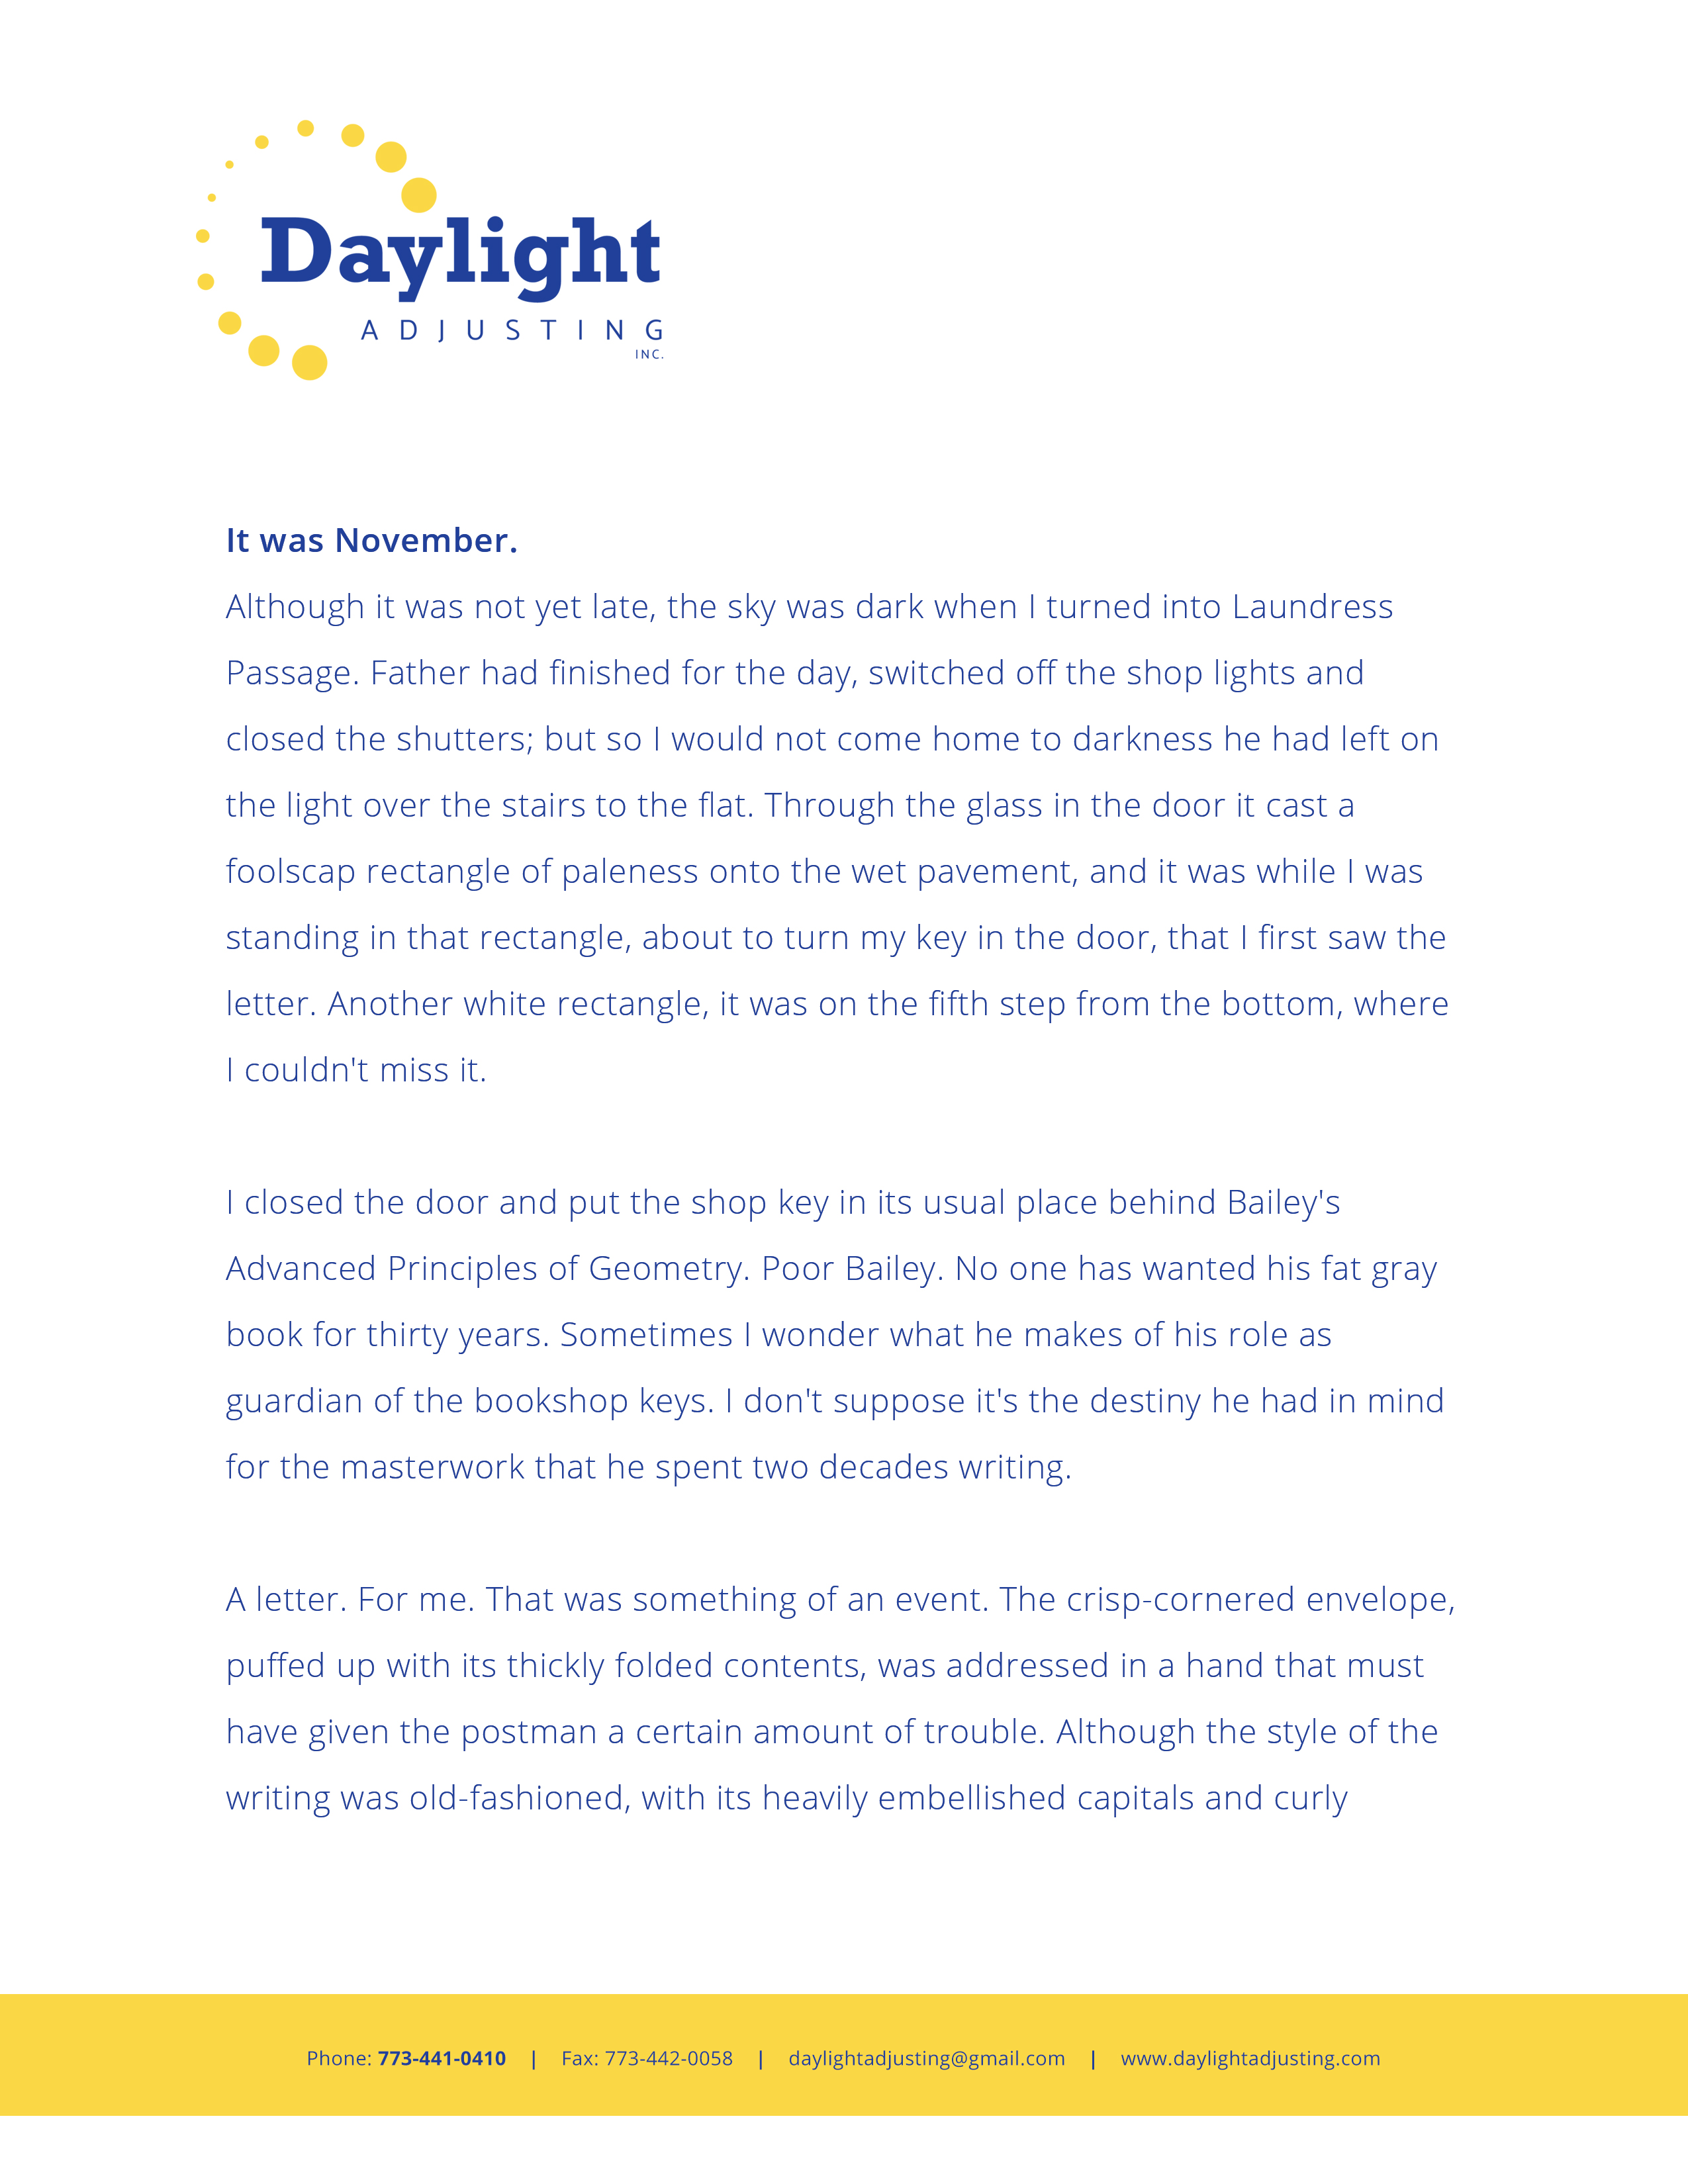 Daylight
ADJUSTING
INC.
It was November.
Although it was not yet late, the sky was dark when I turned into Laundress
Passage. Father had finished for the day, switched off the shop lights and
closed the shutters; but so I would not come home to darkness he had left on
the light over the stairs to the flat. Through the glass in the door it cast a
foolscap rectangle of paleness onto the wet pavement, and it was while I was
standing in that rectangle, about to turn my key in the door, that I first saw the
letter. Another white rectangle, it was on the fifth step from the bottom, where
I couldn't miss it.
I closed the door and put the shop key in its usual place behind Bailey's
Advanced Principles of Geometry. Poor Bailey. No one has wanted his fat gray
book for thirty years. Sometimes I wonder what he makes of his role as
guardian of the bookshop keys. I don't suppose it's the destiny he had in mind
for the masterwork that he spent two decades writing.
A letter. For me. That was something of an event. The crisp-cornered envelope,
puffed up with its thickly folded contents, was addressed in a hand that must
have given the postman a certain amount of trouble. Although the style of the
writing was old-fashioned, with its heavily embellished capitals and curly
Phone: 773-441-0410 | Fax: 773-442-0058 | daylightadjusting@gmail.com | www.daylightadjusting.com